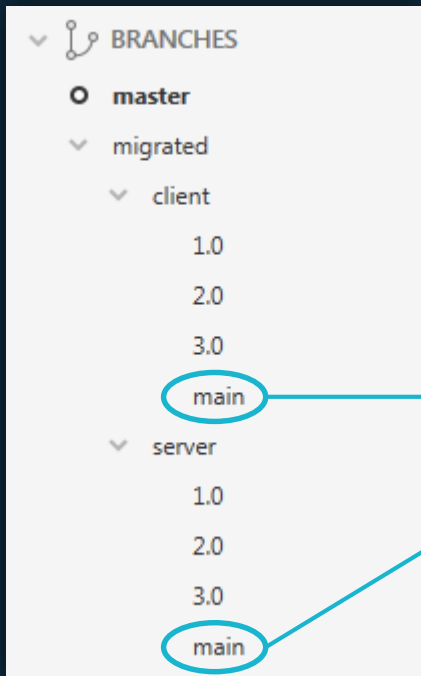 BRANCHES
master
migrated
client
1.0
2.0
3.0
main
server
1.0
2.0
3.0
main